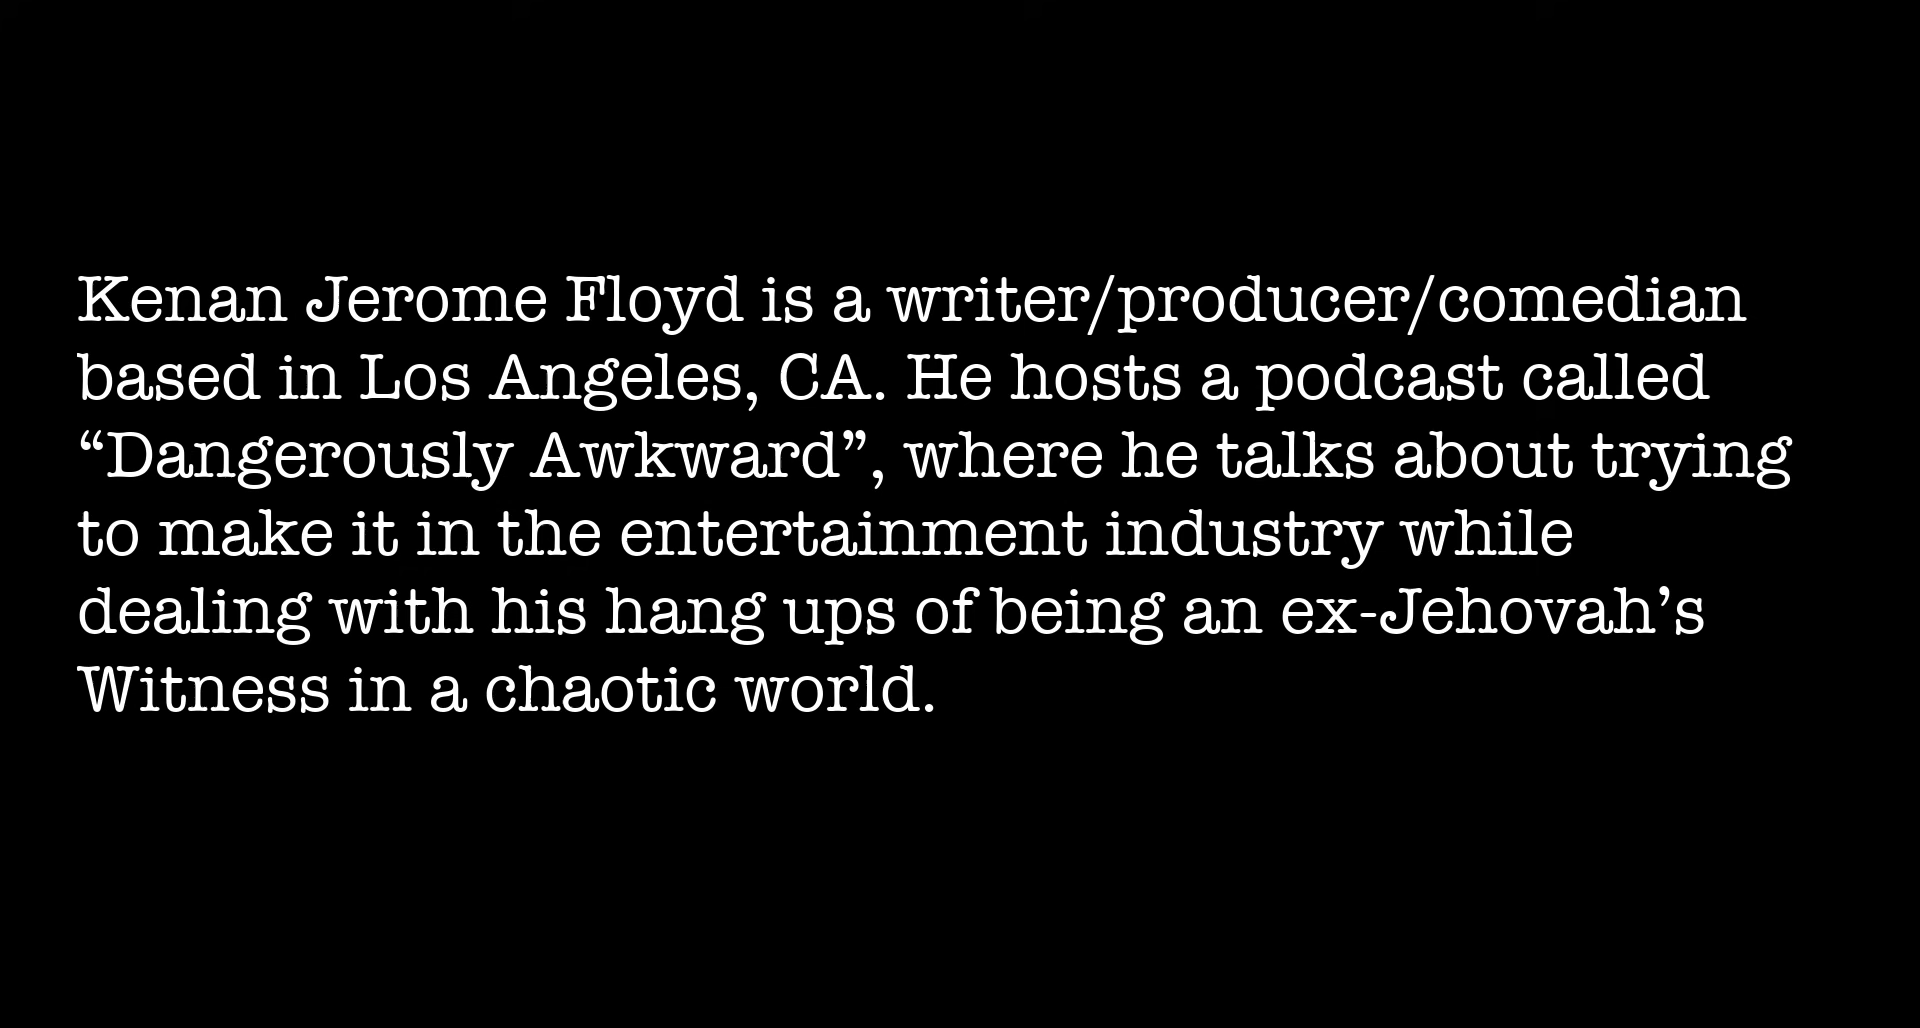 Kenan Jerome Floyd is a writer/producer/comedian
based in Los Angeles, CA. He hosts a podcast called
“Dangerously Awkward”, where he talks about trying
to make it in the entertainment industry while
dealing with his hang ups of being an ex-Jehovah’s
Witness in a chaotic world.